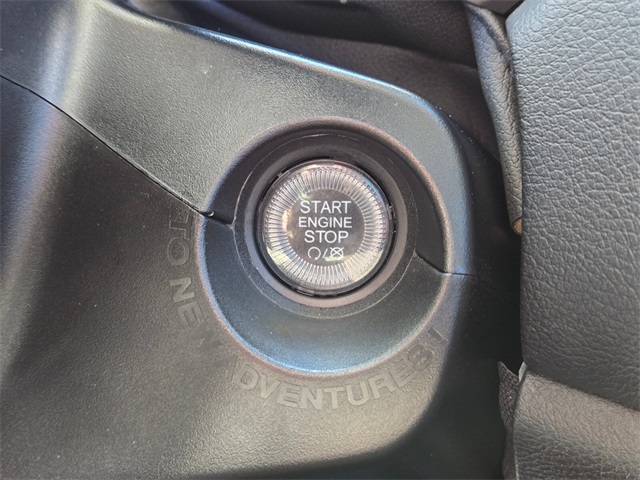 START
ENGINE
STOP
TO NEW ADVENTURES!